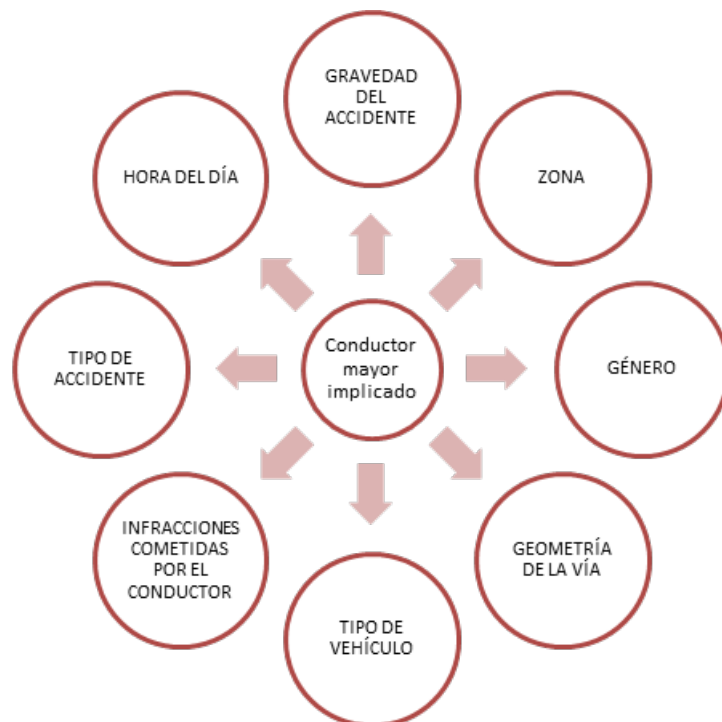 GRAVEDAD
DEL
ACCIDENTE
ZONA
GÉNERO
GEOMETRÍA
DE LA VÍA
TIPO DE
VEHÍCULO
INFRACCIONES
COMETIDAS
POR EL
CONDUCTOR
TIPO DE
ACCIDENTE
HORA DEL DÍA
Conductor
mayor
implicado